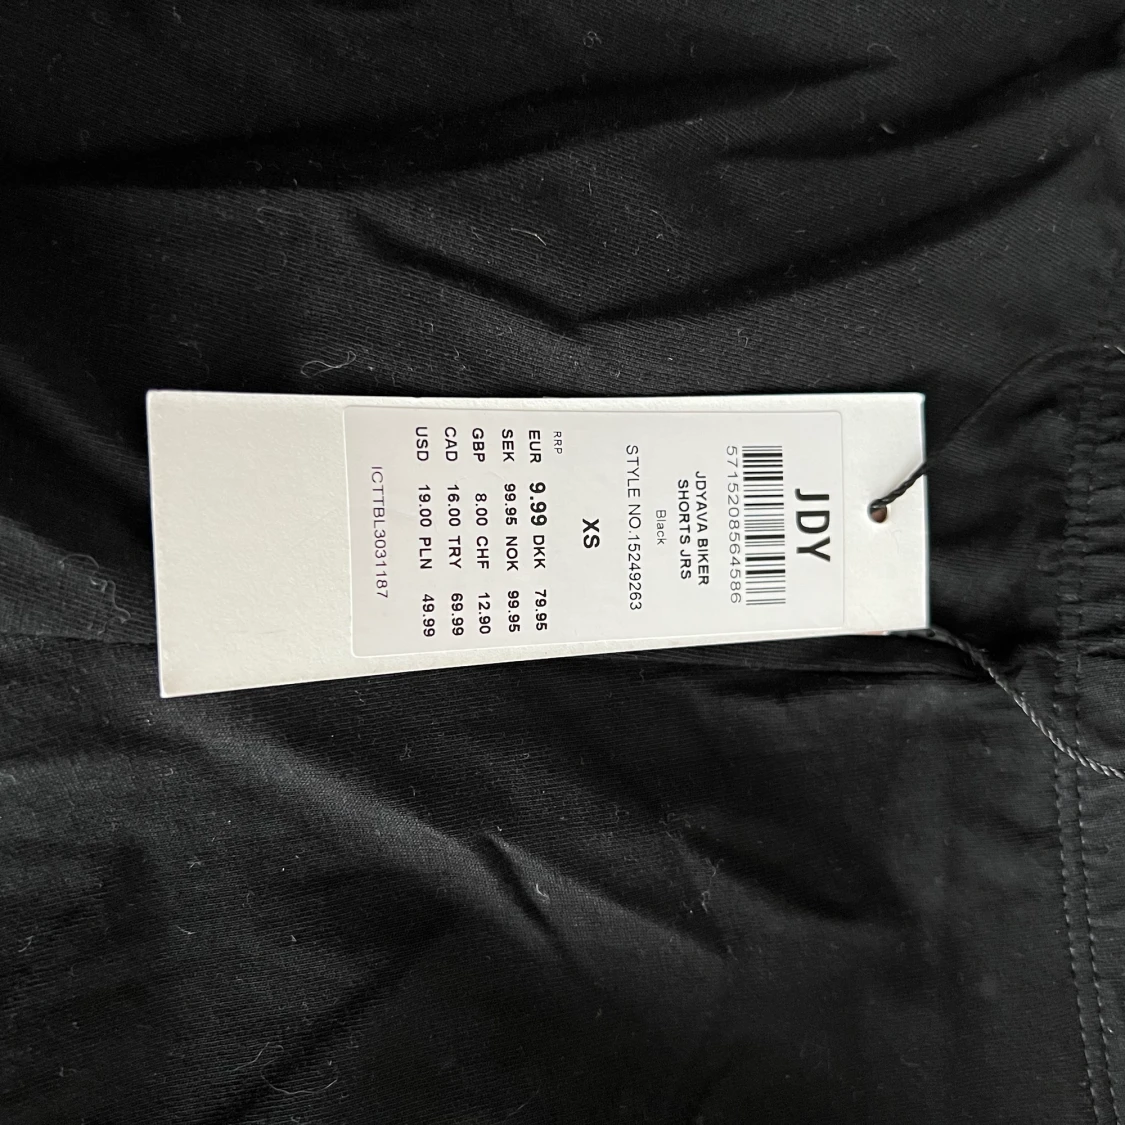 JDY
5715208564586
JDYAVA BIKER
SHORTS JRS
Black
STYLE NO.15249263
XS
RRP
EUR 9.99 DKK 79.95
SEK 99.95 NOK 99.95
GBP 8.00 CHF 12.90
CAD 16.00 TRY 69.99
USD 19.00 PLN 49.99
ICTTBL3031187